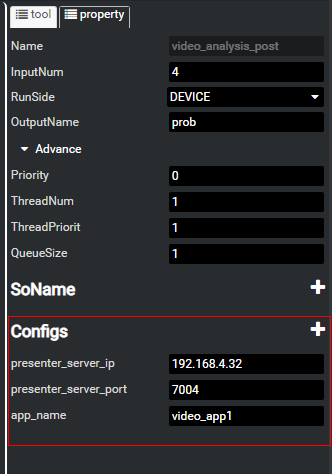 tool property
Name video_analysis_post
InputNum 4
RunSide DEVICE
OutputName prob
Advance
Priority 0
ThreadNum 1
ThreadPriorit 1
QueueSize 1
SoName +
Configs +
presenter_server_ip 192.168.4.32
presenter_server_port 7004
app_name video_app1